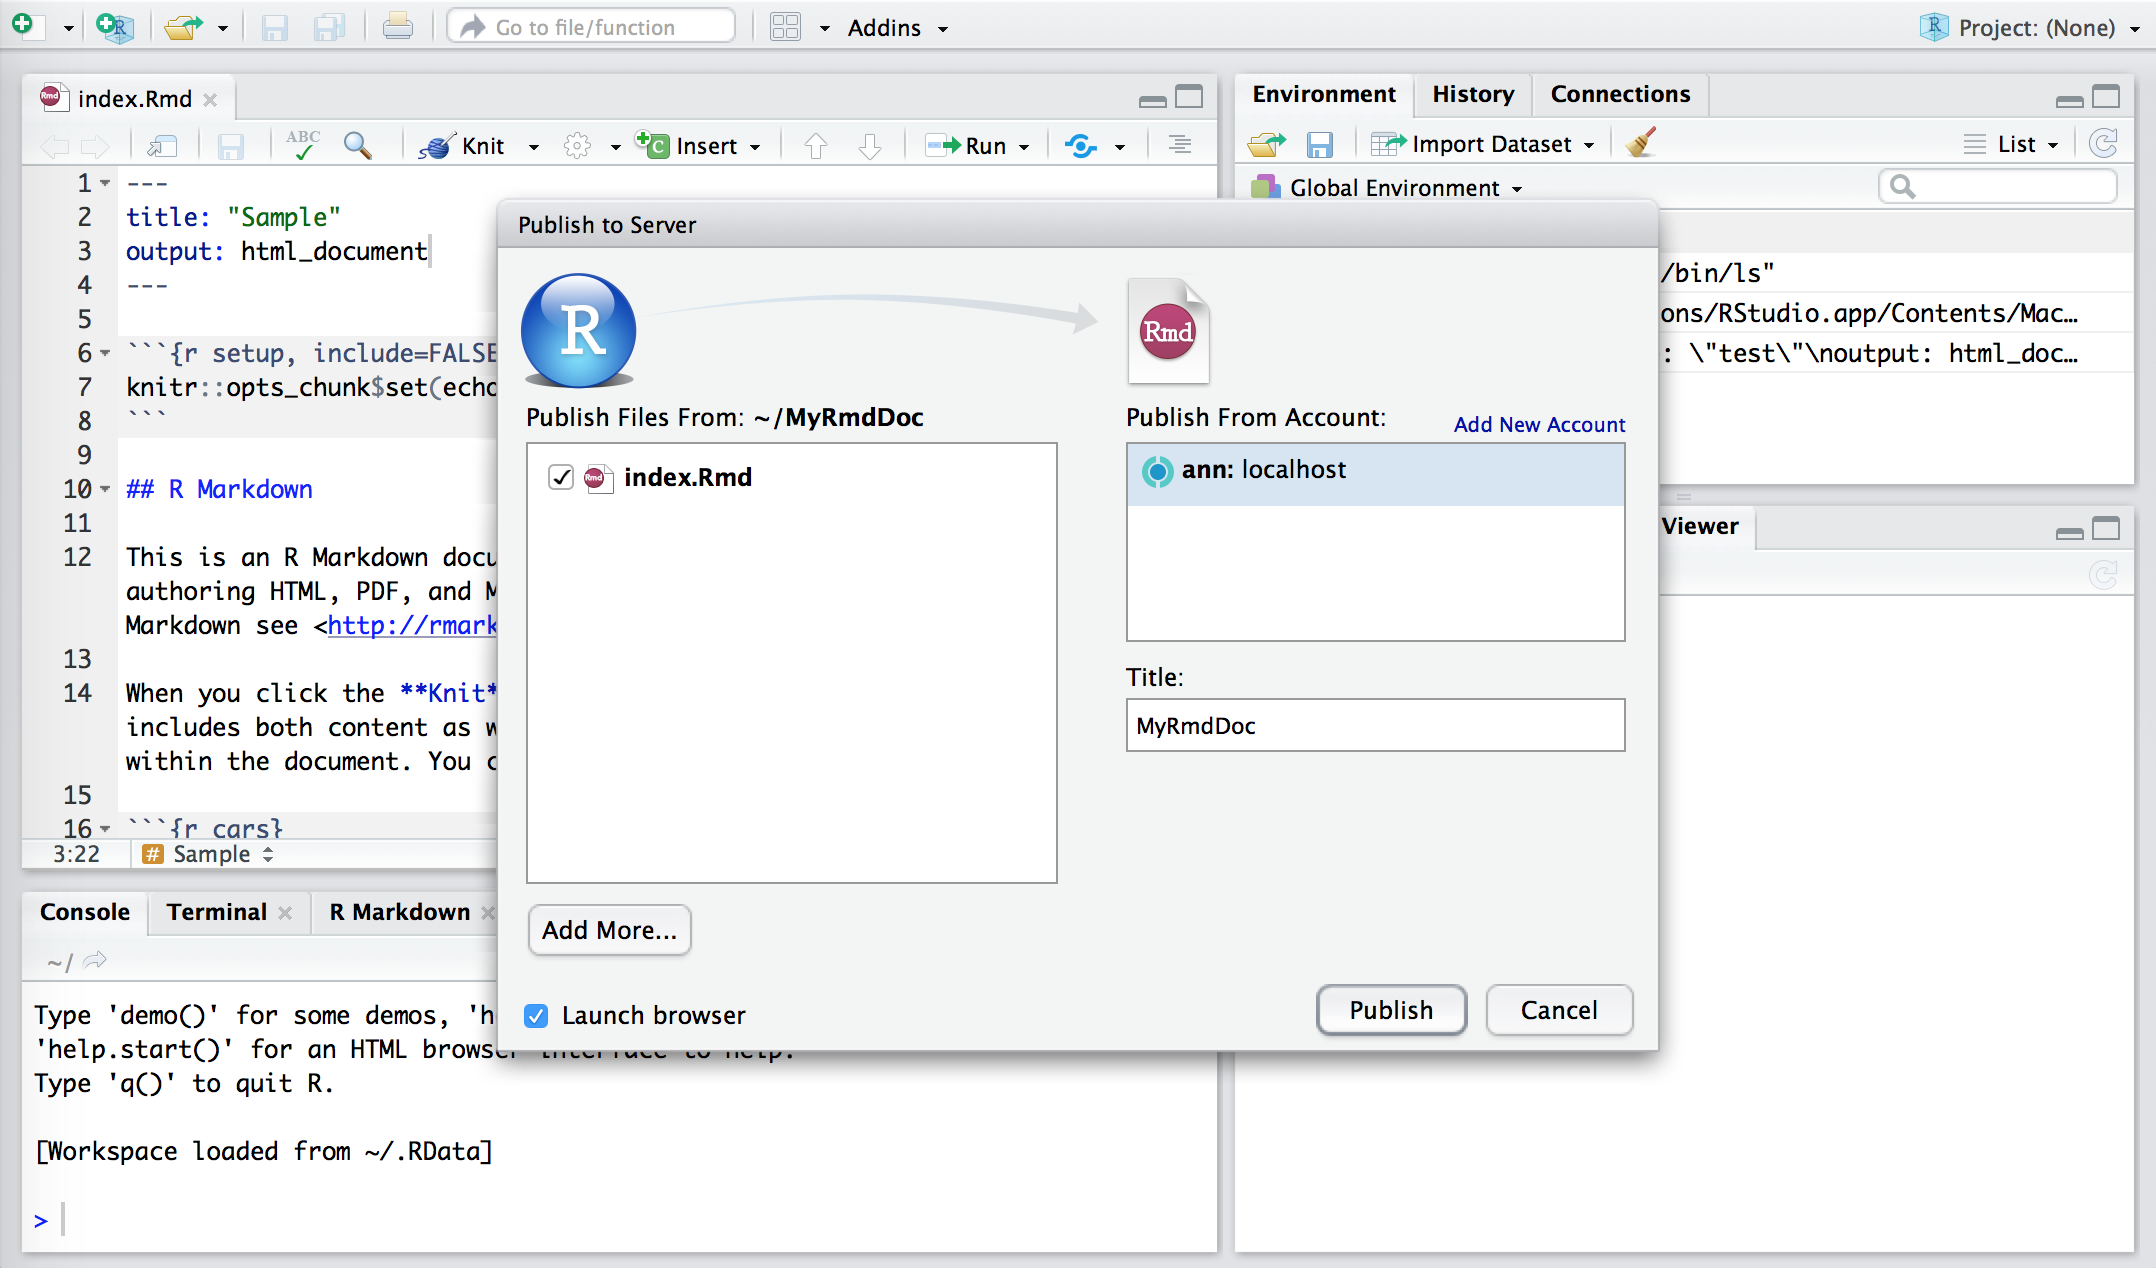 Go to file/function
Addins
Project: (None)
index.Rmd
ABC
Knit
Insert
Run
1 ---
2 title: "Sample"
3 output: html_document
4 ---
5
6 ```{r setup, include=FALSE
7 knitr::opts_chunk$set(echo
8 ```
9
10 ## R Markdown
11
12 This is an R Markdown docu
authoring HTML, PDF, and M
Markdown see <http://rmark
13
14 When you click the **Knit*
includes both content as w
within the document. You c
15
16 ```{r cars}
3:22
# Sample
Console
Terminal
R Markdown
~/
Type 'demo()' for some demos, 'h
'help.start()' for an HTML browser interface to help.
Type 'q()' to quit R.
[Workspace loaded from ~/.RData]
>
Publish to Server
R
Rmd
Publish Files From: ~/MyRmdDoc
Rmd
index.Rmd
Add More...
Launch browser
Publish From Account:
Add New Account
ann: localhost
Title:
MyRmdDoc
Publish
Cancel
Environment
History
Connections
Import Dataset
List
Global Environment
/bin/ls"
ons/RStudio.app/Contents/Mac…
: \"test\"\noutput: html_doc…
Viewer